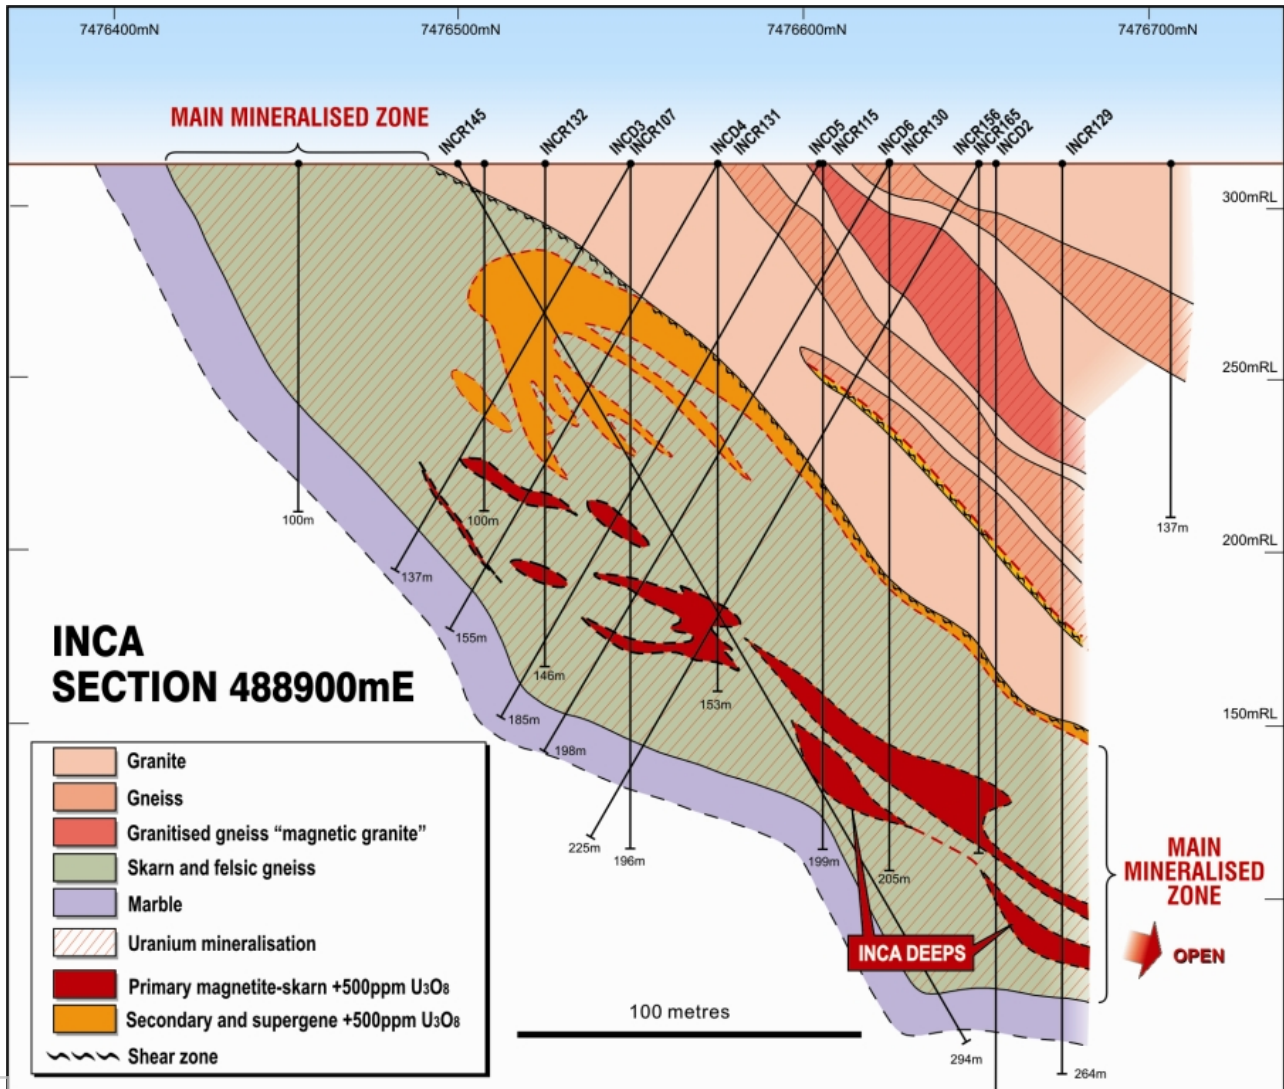 7476400mN
7476500mN
7476600mN
7476700mN
MAIN MINERALISED ZONE
INCR145
INCR132
INCD3
INCR107
INCD4
INCR131
INCD5
INCR115
INCD6
INCR130
INCR156
INCR165
INCD2
INCR129
300mRL
250mRL
200mRL
150mRL
100m
100m
137m
137m
155m
146m
153m
185m
198m
225m
196m
199m
205m
294m
264m
INCA
SECTION 488900mE
Granite
Gneiss
Granitised gneiss “magnetic granite”
Skarn and felsic gneiss
Marble
Uranium mineralisation
Primary magnetite-skarn +500ppm U₃O₈
Secondary and supergene +500ppm U₃O₈
Shear zone
100 metres
INCA DEEPS
MAIN
MINERALISED
ZONE
OPEN